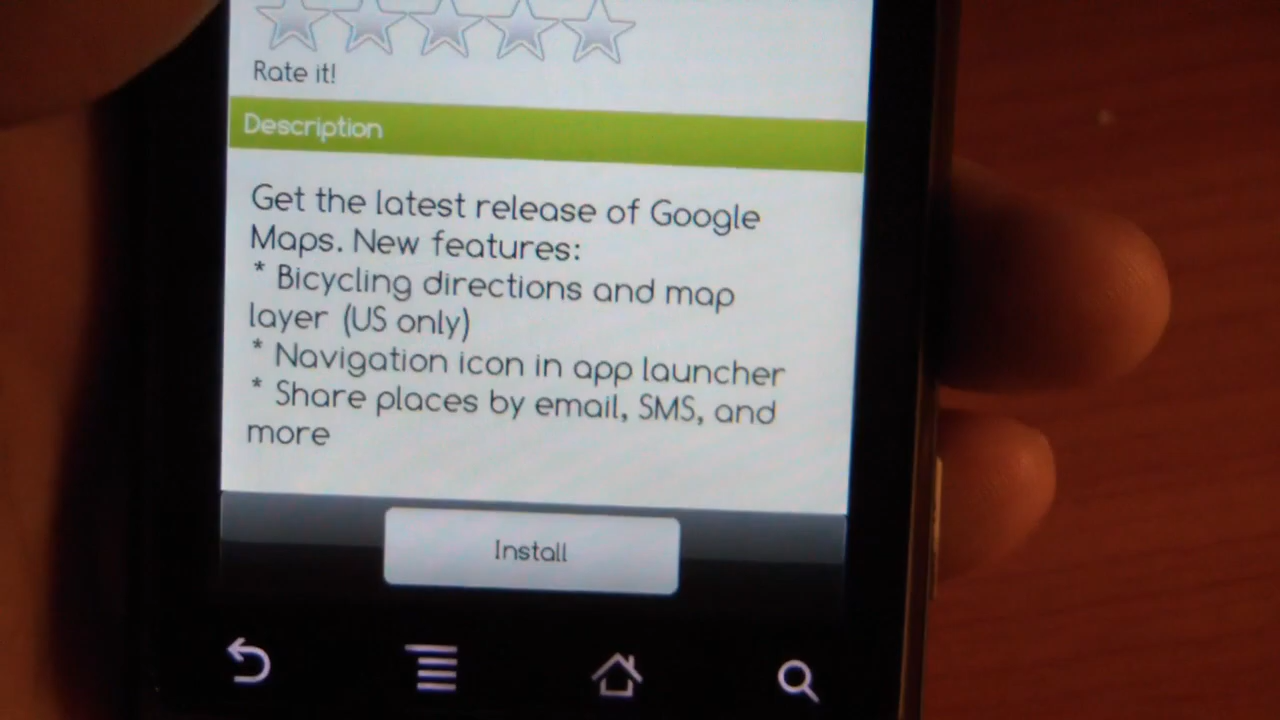 Rate it!
Description
Get the latest release of Google
Maps. New features:
* Bicycling directions and map
layer (US only)
* Navigation icon in app launcher
* Share places by email, SMS, and
more
Install